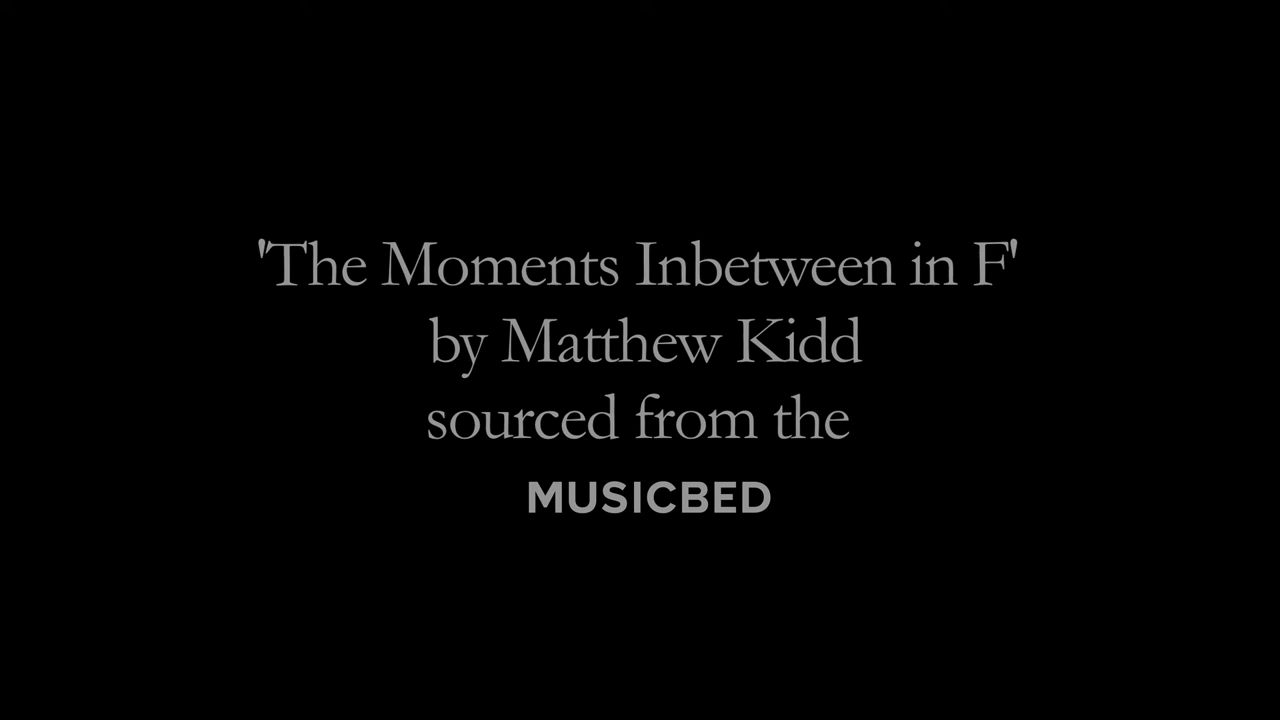 'The Moments Inbetween in F'
by Matthew Kidd
sourced from the
MUSICBED